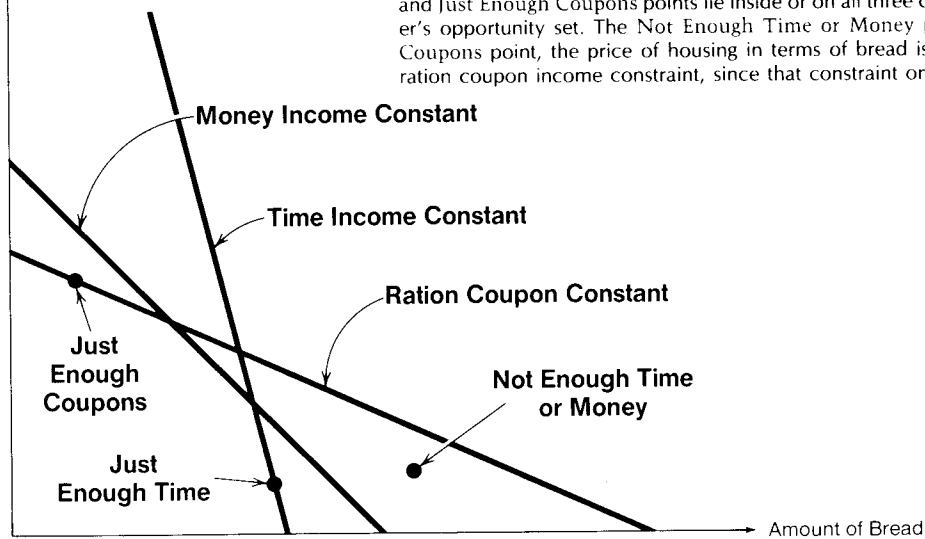 and Just Enough Coupons points lie inside or on all three
er's opportunity set. The Not Enough Time or Money
Coupons point, the price of housing in terms of bread is
ration coupon income constraint, since that constraint
Money Income Constant
Time Income Constant
Ration Coupon Constant
Just
Enough
Coupons
Not Enough Time
or Money
Just
Enough Time
Amount of Bread